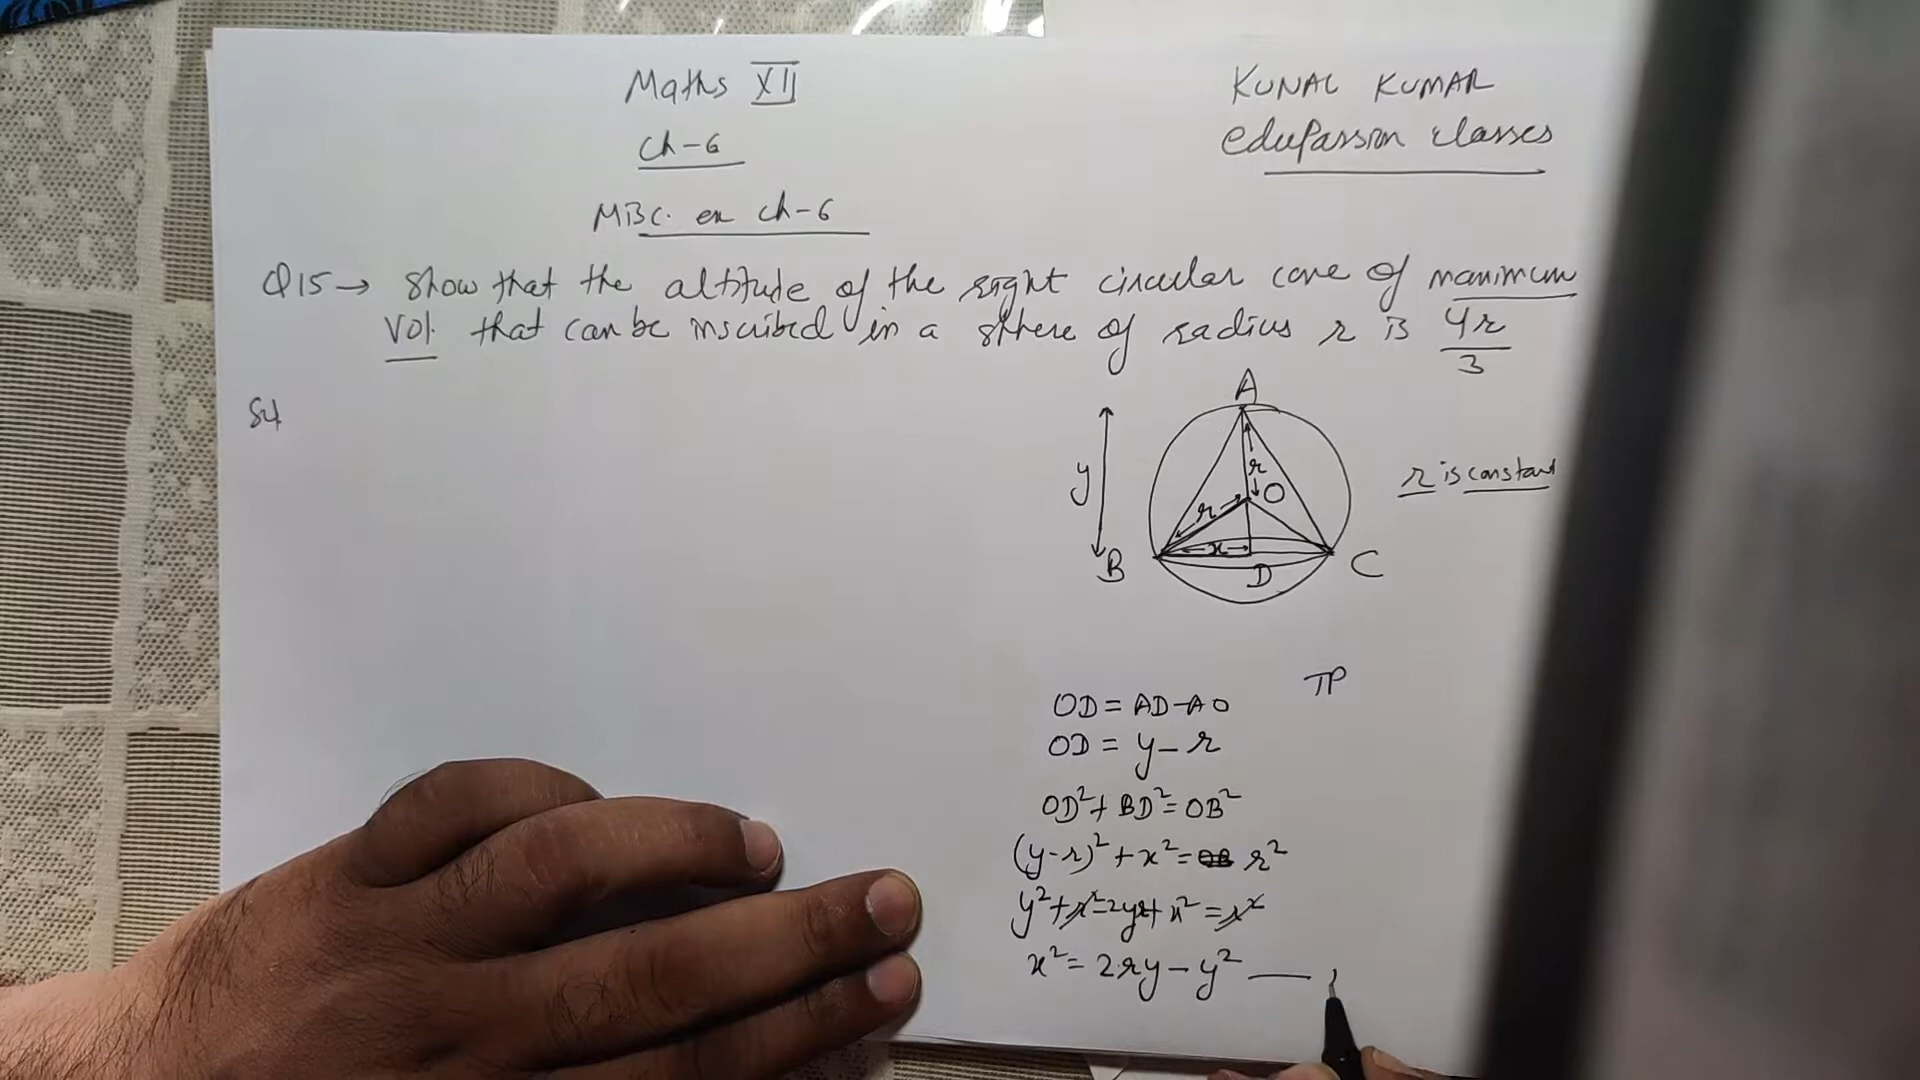 Maths XII
Ch-6
MISC. ex ch-6
KUNAL KUMAR
edupassion classes
Q15→ Show that the altitude of the right circular cone of maximum
Vol. that can be inscribed in a sphere of radius r is 4r/3
Sol
A
y
r
O
r
x
B
D
C
r is constant
TP
OD = AD-AO
OD = y-r
OD²+BD²=OB²
(y-r)²+x²= r²
y²+r²-2yr+x²=r²
x²=2ry-y² —